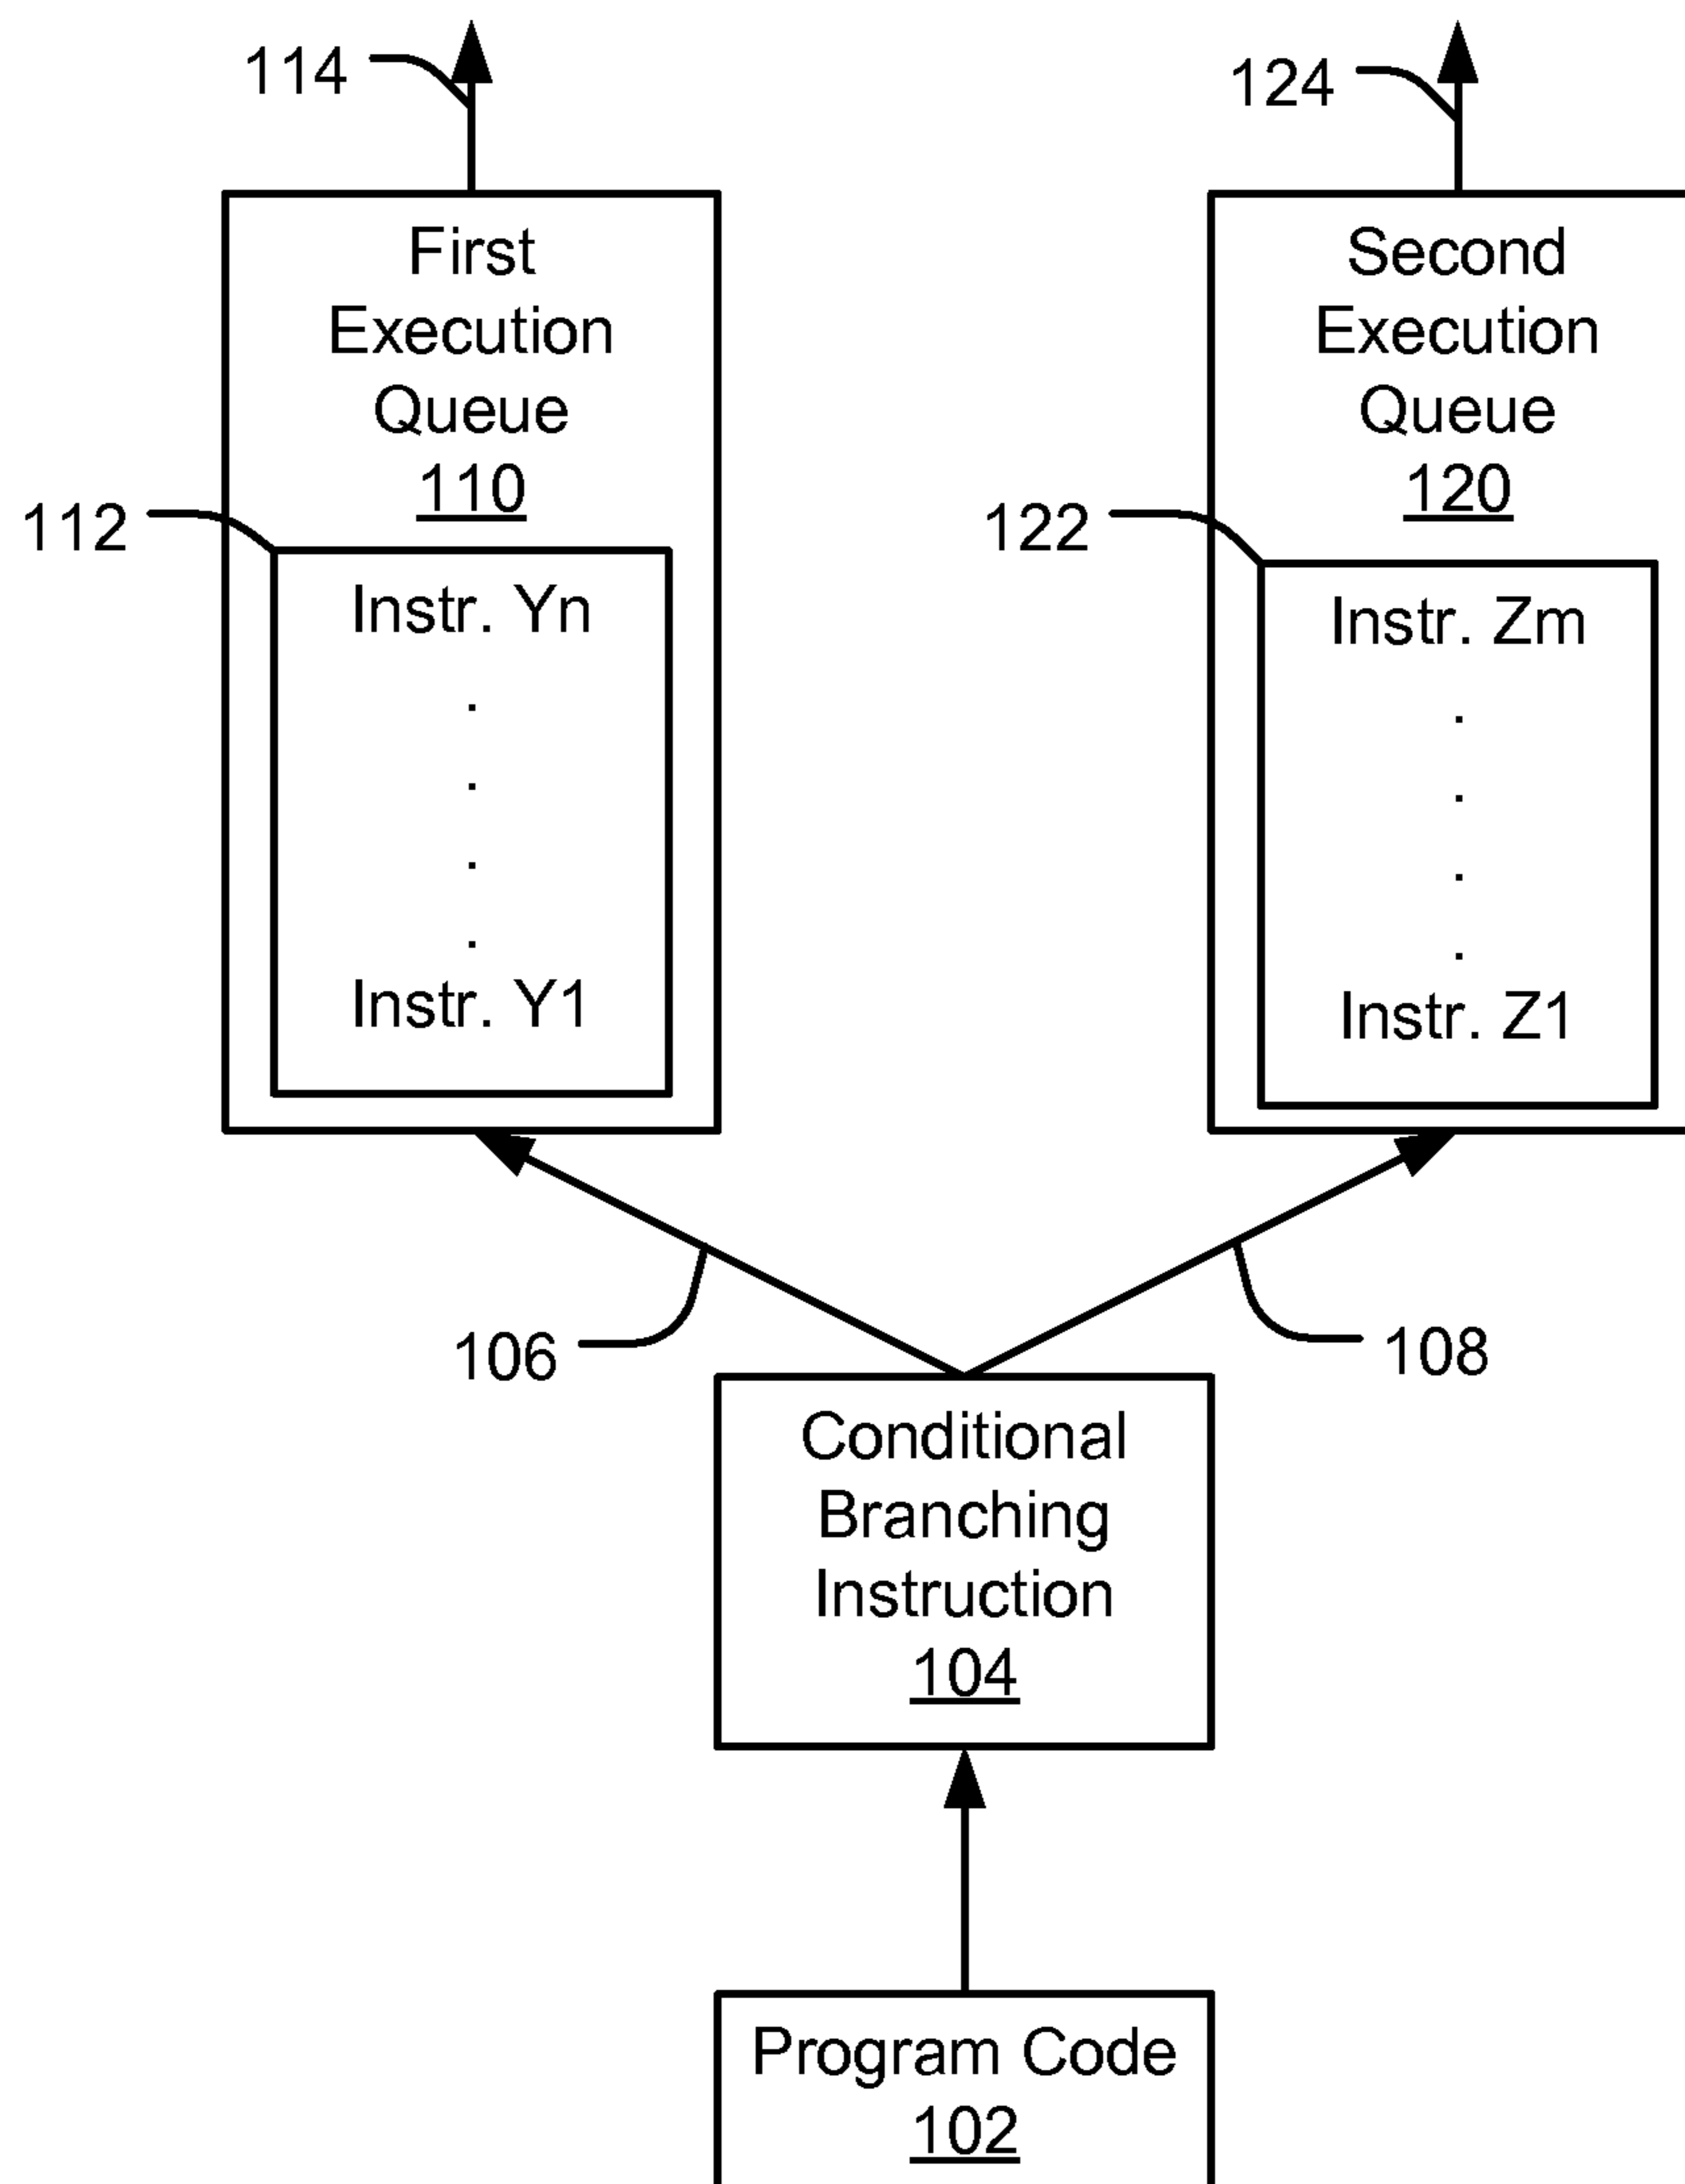 114
124
First
Execution
Queue
110
Second
Execution
Queue
120
112
Instr. Yn
.
.
.
.
Instr. Y1
122
Instr. Zm
.
.
.
.
Instr. Z1
106
108
Conditional
Branching
Instruction
104
Program Code
102